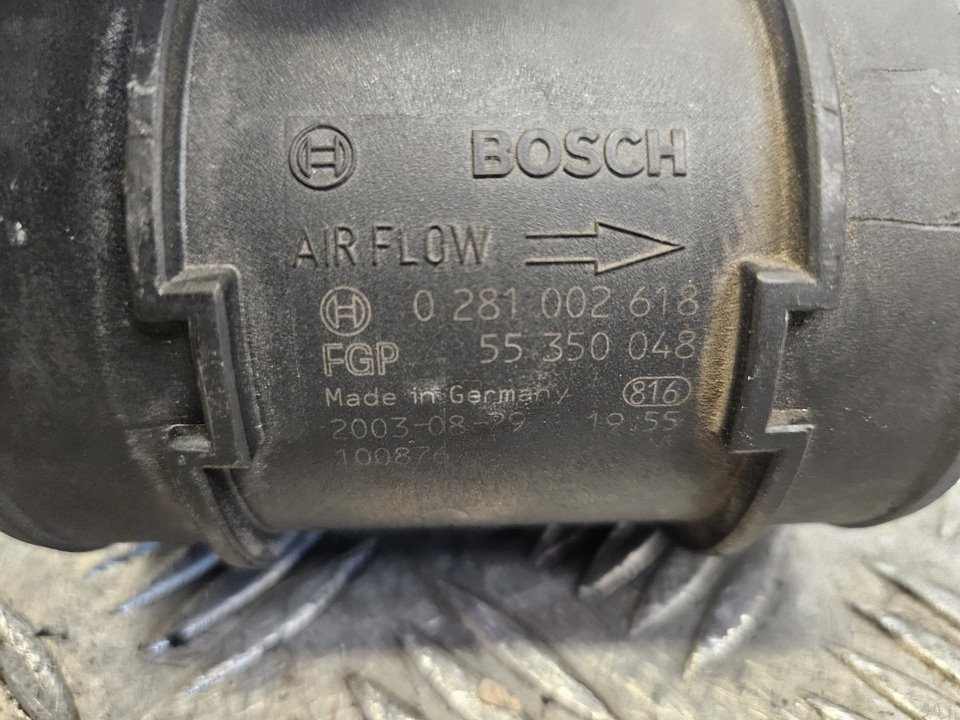 BOSCH
AIR FLOW
0 281 002 618
FGP 55 350 048
Made in Germany 816
2003-08-29 19:55
100876